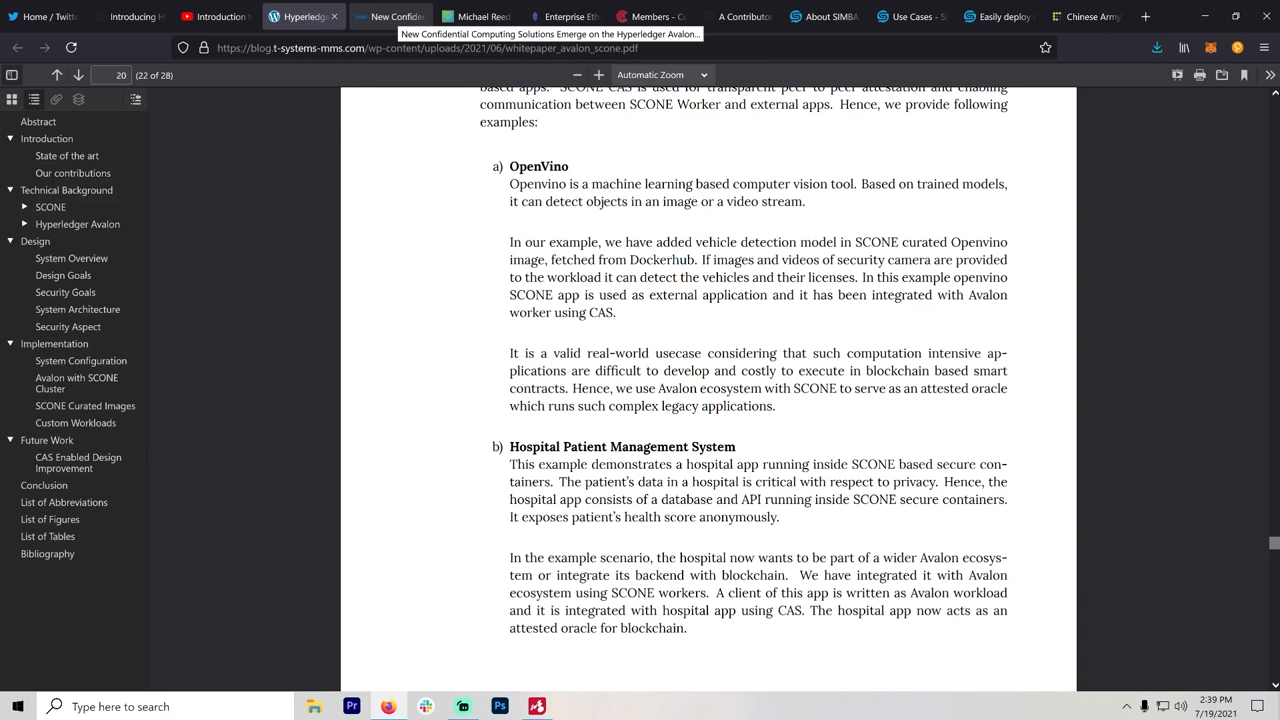 Home / Twitte
Introducing H
Introduction t
Hyperledge
New Confiden
Michael Reed
Enterprise Eth
Members - C
A Contributor
About SIMBA
Use Cases - SI
Easily deploy
Chinese Army
New Confidential Computing Solutions Emerge on the Hyperledger Avalon...
https://blog.t-systems-mms.com/wp-content/uploads/2021/06/whitepaper_avalon_scone.pdf
20 (22 of 28)
Automatic Zoom
Abstract
Introduction
State of the art
Our contributions
Technical Background
SCONE
Hyperledger Avalon
Design
System Overview
Design Goals
Security Goals
System Architecture
Security Aspect
Implementation
System Configuration
Avalon with SCONE
Cluster
SCONE Curated Images
Custom Workloads
Future Work
CAS Enabled Design
Improvement
Conclusion
List of Abbreviations
List of Figures
List of Tables
Bibliography
based apps. SCONE CAS is used for transparent peer to peer attestation and enabling
communication between SCONE Worker and external apps. Hence, we provide following
examples:
a) OpenVino
Openvino is a machine learning based computer vision tool. Based on trained models,
it can detect objects in an image or a video stream.
In our example, we have added vehicle detection model in SCONE curated Openvino
image, fetched from Dockerhub. If images and videos of security camera are provided
to the workload it can detect the vehicles and their licenses. In this example openvino
SCONE app is used as external application and it has been integrated with Avalon
worker using CAS.
It is a valid real-world usecase considering that such computation intensive ap-
plications are difficult to develop and costly to execute in blockchain based smart
contracts. Hence, we use Avalon ecosystem with SCONE to serve as an attested oracle
which runs such complex legacy applications.
b) Hospital Patient Management System
This example demonstrates a hospital app running inside SCONE based secure con-
tainers. The patient's data in a hospital is critical with respect to privacy. Hence, the
hospital app consists of a database and API running inside SCONE secure containers.
It exposes patient's health score anonymously.
In the example scenario, the hospital now wants to be part of a wider Avalon ecosys-
tem or integrate its backend with blockchain. We have integrated it with Avalon
ecosystem using SCONE workers. A client of this app is written as Avalon workload
and it is integrated with hospital app using CAS. The hospital app now acts as an
attested oracle for blockchain.
Type here to search
Pr
Ps
2:39 PM
7/19/2021